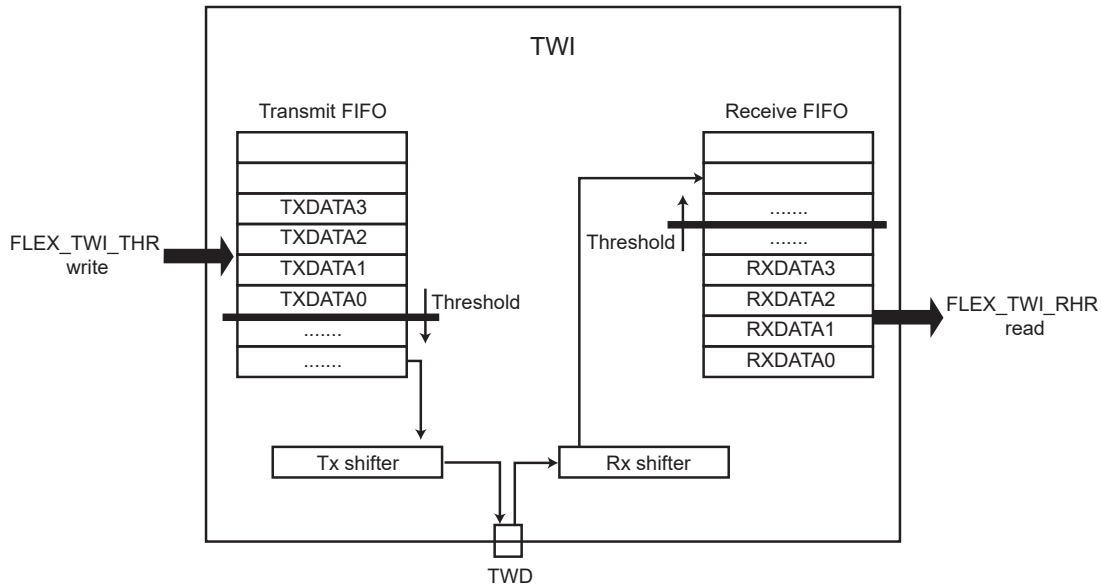 TWI
Transmit FIFO
TXDATA3
TXDATA2
TXDATA1
TXDATA0
.......
.......
FLEX_TWI_THR
write
Threshold
Receive FIFO
.......
.......
RXDATA3
RXDATA2
RXDATA1
RXDATA0
Threshold
FLEX_TWI_RHR
read
Tx shifter
Rx shifter
TWD